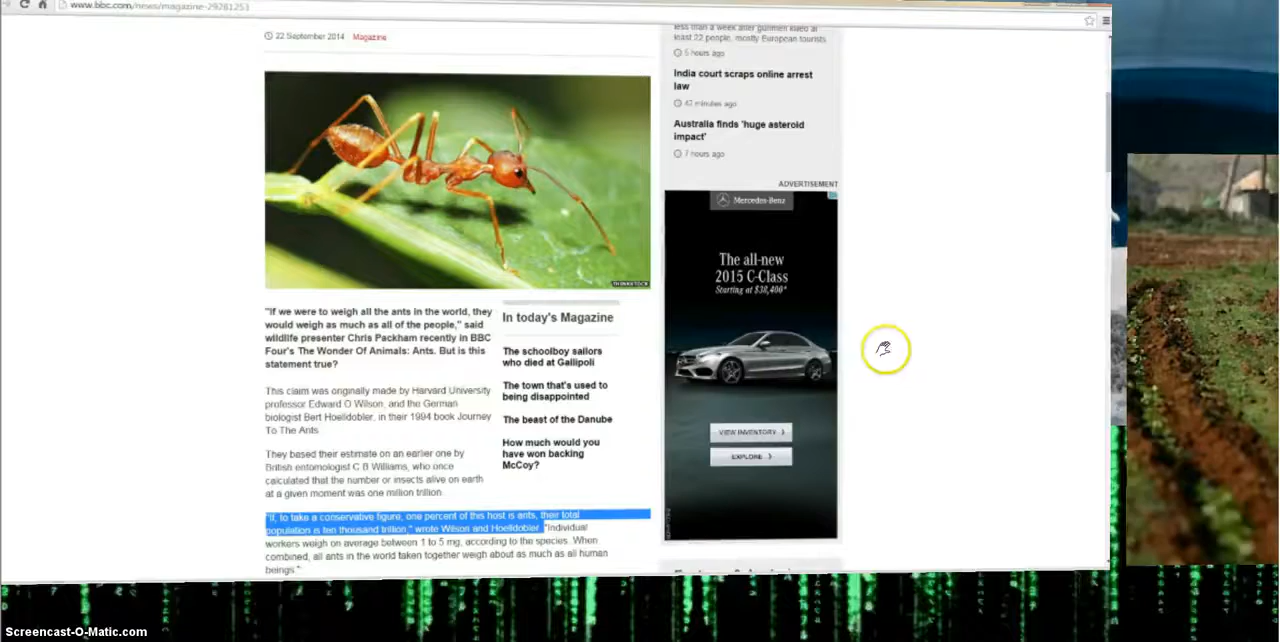 www.bbc.com/news/magazine-29281253
22 September 2014 Magazine
less than a week after gunmen killed at
least 22 people, mostly European tourists
5 hours ago
India court scraps online arrest
law
42 minutes ago
Australia finds 'huge asteroid
impact'
7 hours ago
ADVERTISEMENT
Mercedes-Benz
The all-new
2015 C-Class
Starting at $38,400*
VIEW INVENTORY
EXPLORE
THINKSTOCK
"If we were to weigh all the ants in the world, they
would weigh as much as all of the people," said
wildlife presenter Chris Packham recently in BBC
Four's The Wonder Of Animals: Ants. But is this
statement true?
This claim was originally made by Harvard University
professor Edward O Wilson, and the German
biologist Bert Hoelldobler, in their 1994 book Journey
To The Ants
They based their estimate on an earlier one by
British entomologist C B Williams, who once
calculated that the number or insects alive on earth
at a given moment was one million trillion.
"If, to take a conservative figure, one percent of this host is ants, their total
population is ten thousand trillion," wrote Wilson and Hoelldobler. "Individual
workers weigh on average between 1 to 5 mg, according to the species. When
combined, all ants in the world taken together weigh about as much as all human
beings."
In today's Magazine
The schoolboy sailors
who died at Gallipoli
The town that's used to
being disappointed
The beast of the Danube
How much would you
have won backing
McCoy?
Screencast-O-Matic.com